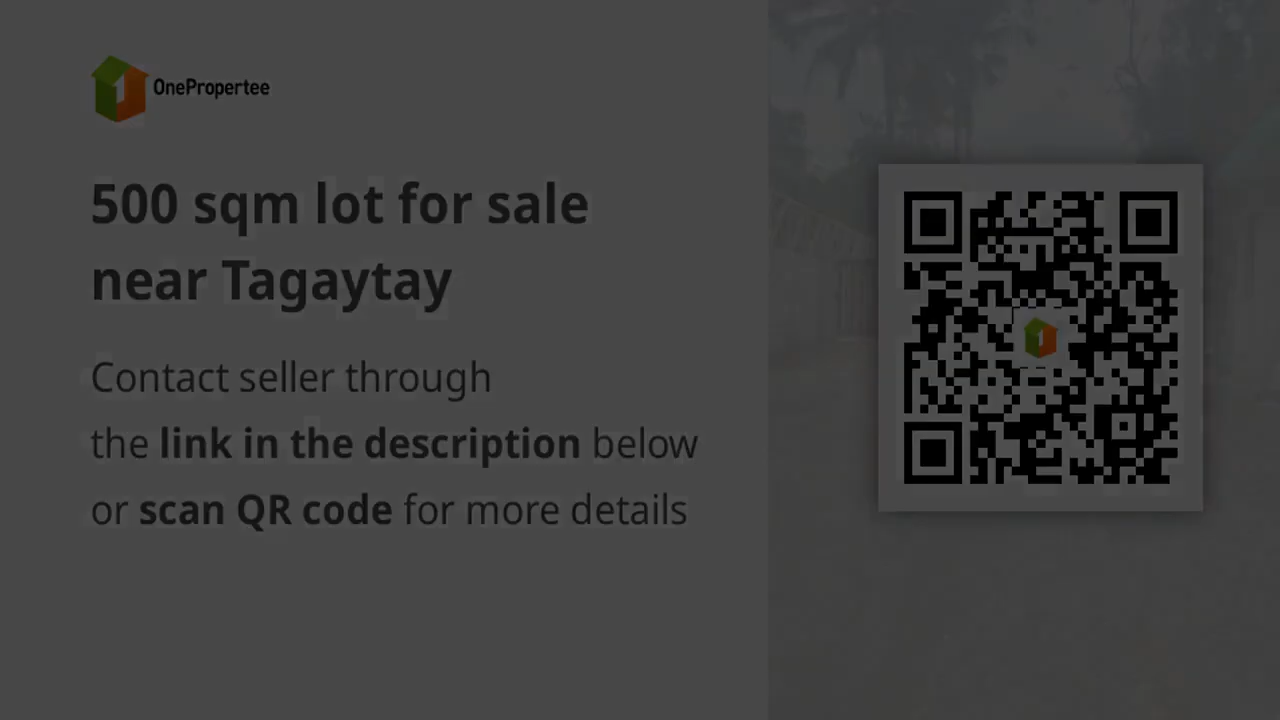 OnePropertee
500 sqm lot for sale
near Tagaytay
Contact seller through
the link in the description below
or scan QR code for more details